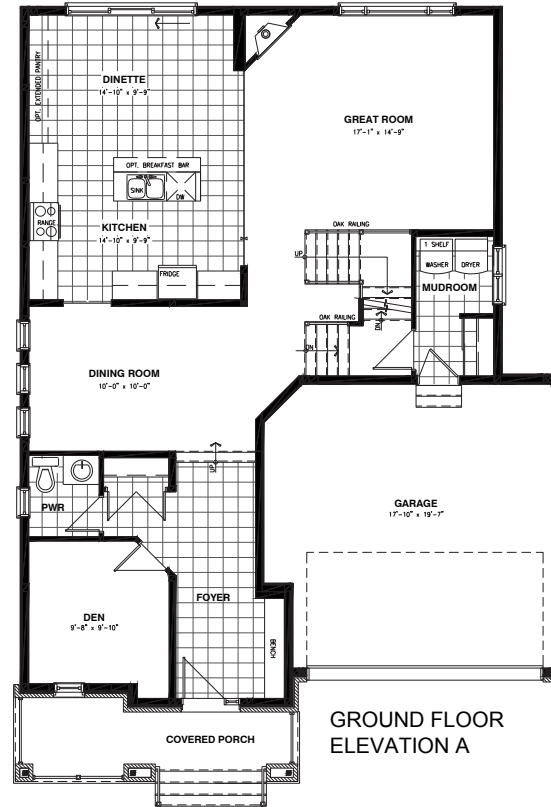 DINETTE
14'-10" x 9'-9"
OPT. EXTENDED PANTRY
GREAT ROOM
17'-1" x 14'-9"
OPT. BREAKFAST BAR
SINK
DW
RANGE
KITCHEN
14'-10" x 9'-9"
FRIDGE
OAK RAILING
UP
1 SHELF
WASHER
DRYER
MUDROOM
DN
OAK RAILING
DN
DINING ROOM
10'-0" x 10'-0"
UP
PWR
GARAGE
17'-10" x 19'-7"
DEN
9'-8" x 9'-10"
FOYER
BENCH
COVERED PORCH
GROUND FLOOR
ELEVATION A